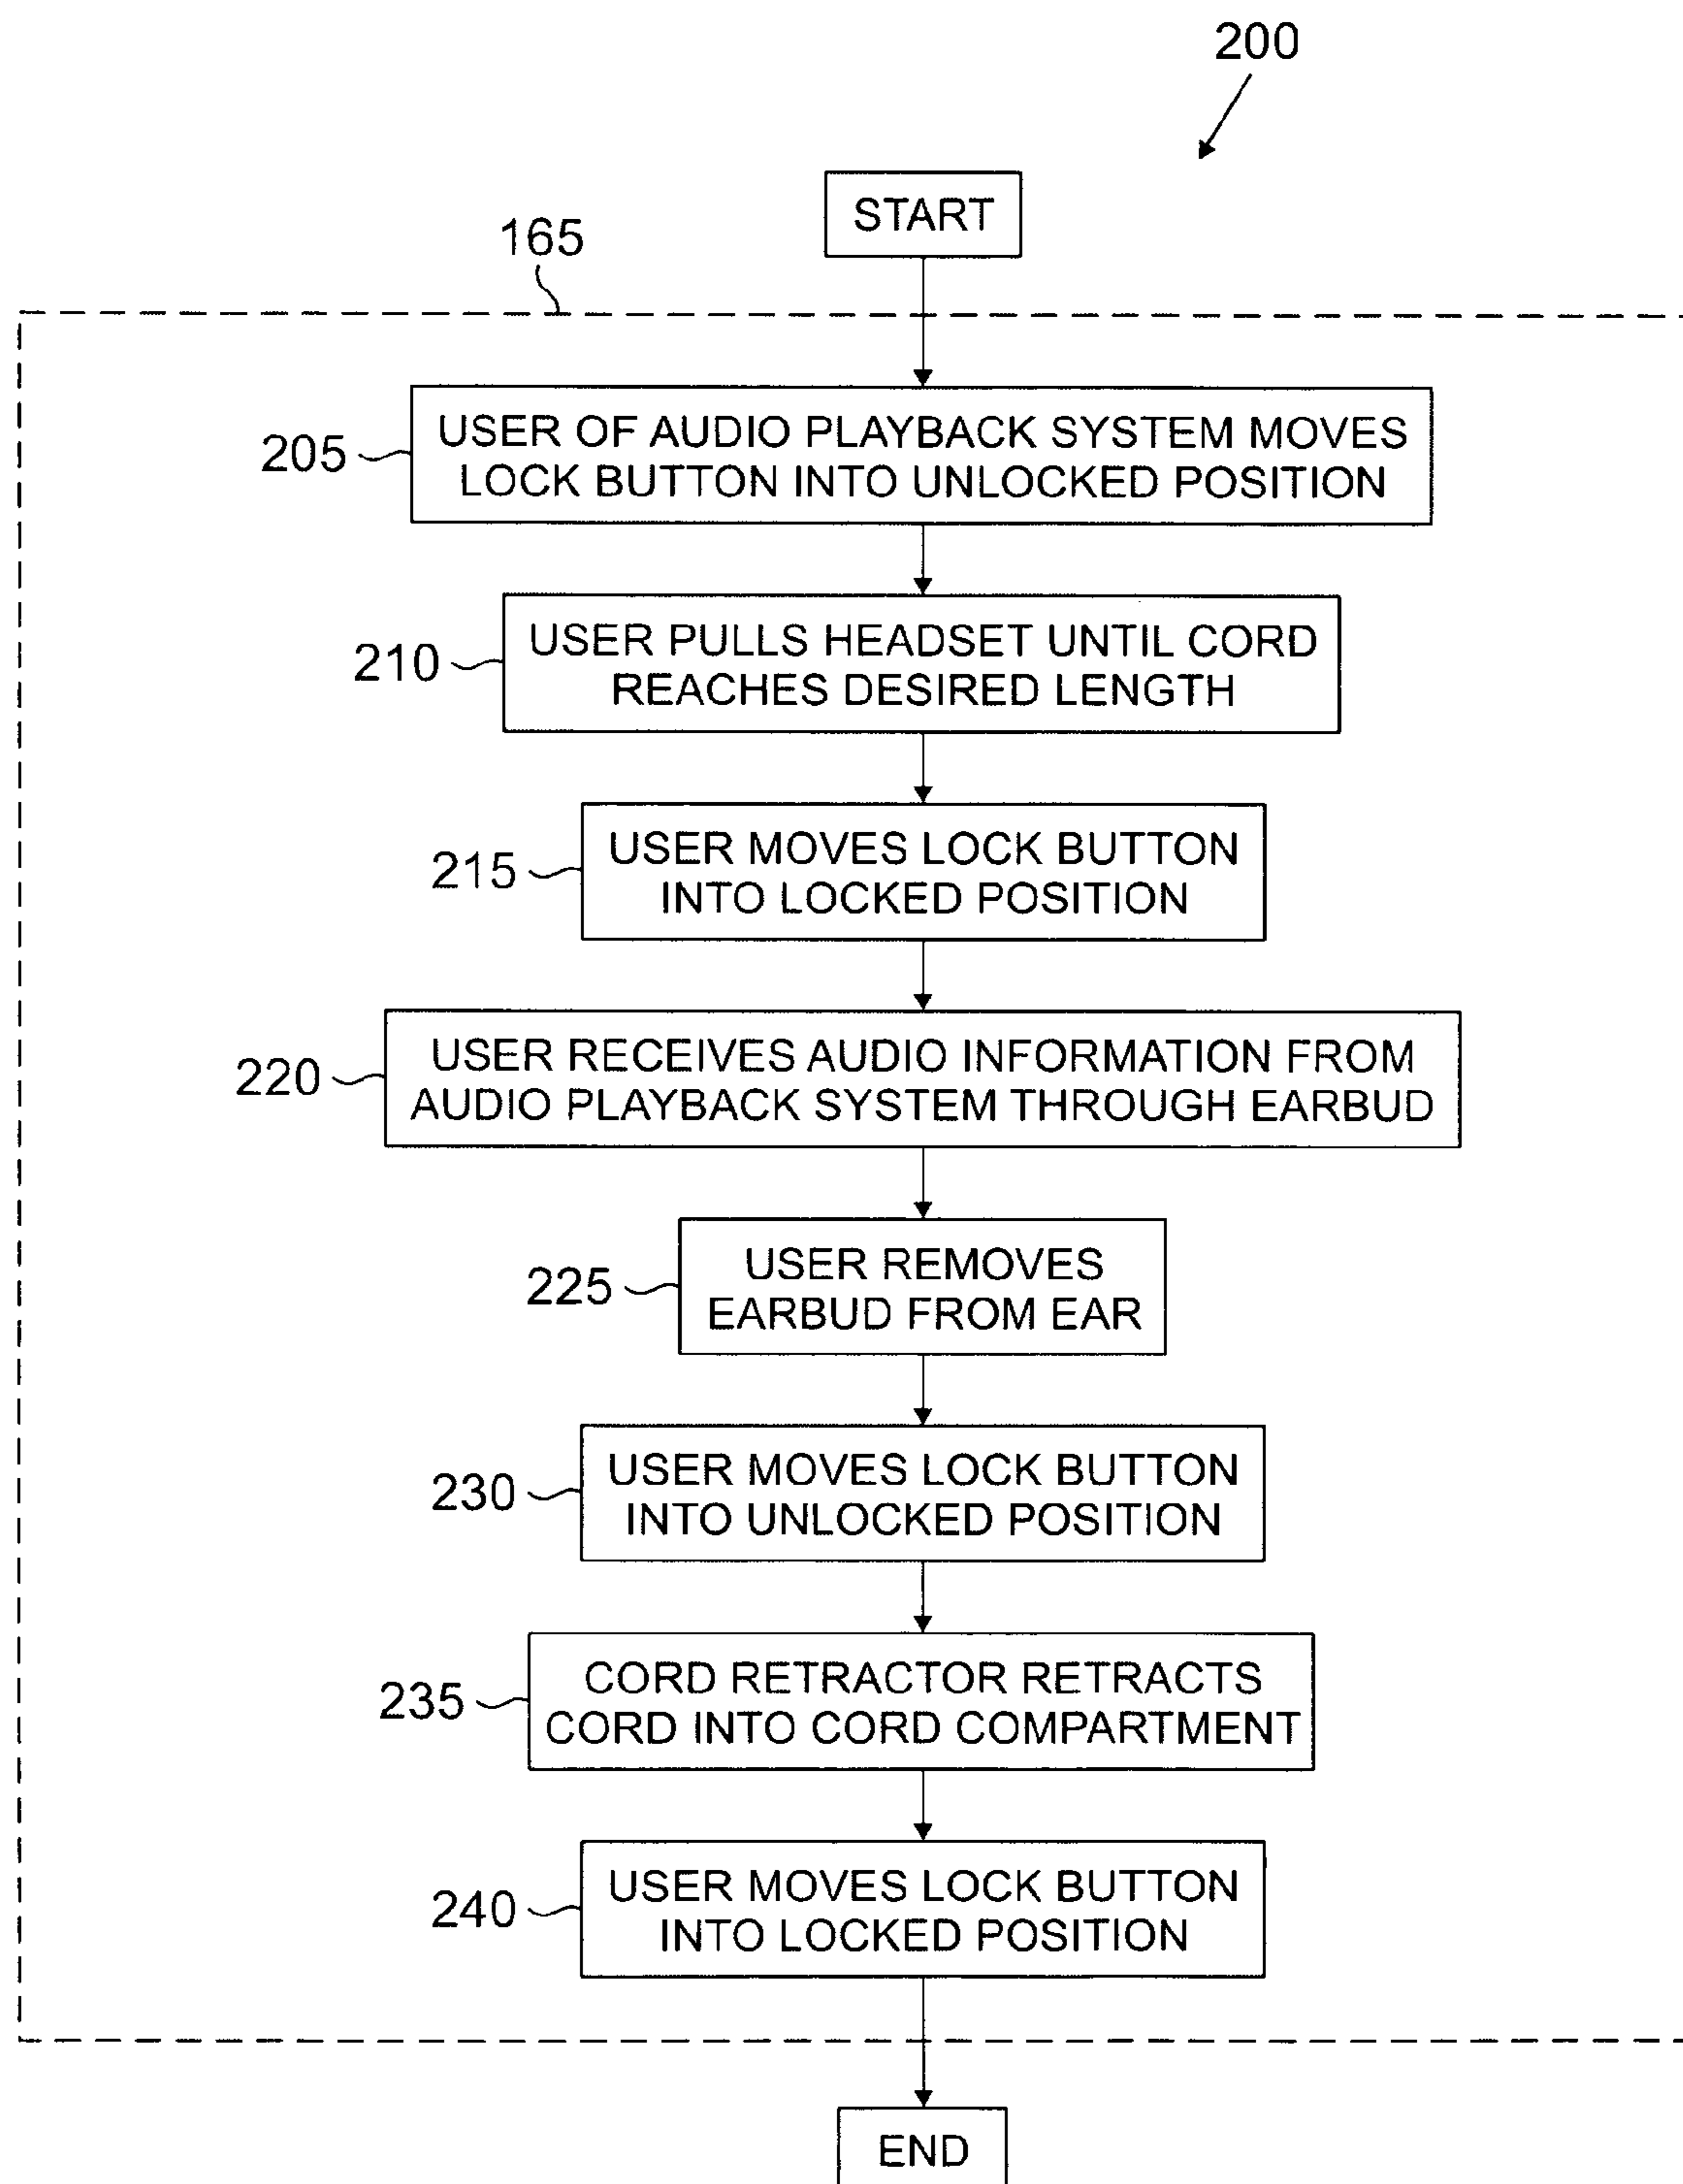 200
START
165
205
USER OF AUDIO PLAYBACK SYSTEM MOVES
LOCK BUTTON INTO UNLOCKED POSITION
210
USER PULLS HEADSET UNTIL CORD
REACHES DESIRED LENGTH
215
USER MOVES LOCK BUTTON
INTO LOCKED POSITION
220
USER RECEIVES AUDIO INFORMATION FROM
AUDIO PLAYBACK SYSTEM THROUGH EARBUD
225
USER REMOVES
EARBUD FROM EAR
230
USER MOVES LOCK BUTTON
INTO UNLOCKED POSITION
235
CORD RETRACTOR RETRACTS
CORD INTO CORD COMPARTMENT
240
USER MOVES LOCK BUTTON
INTO LOCKED POSITION
END